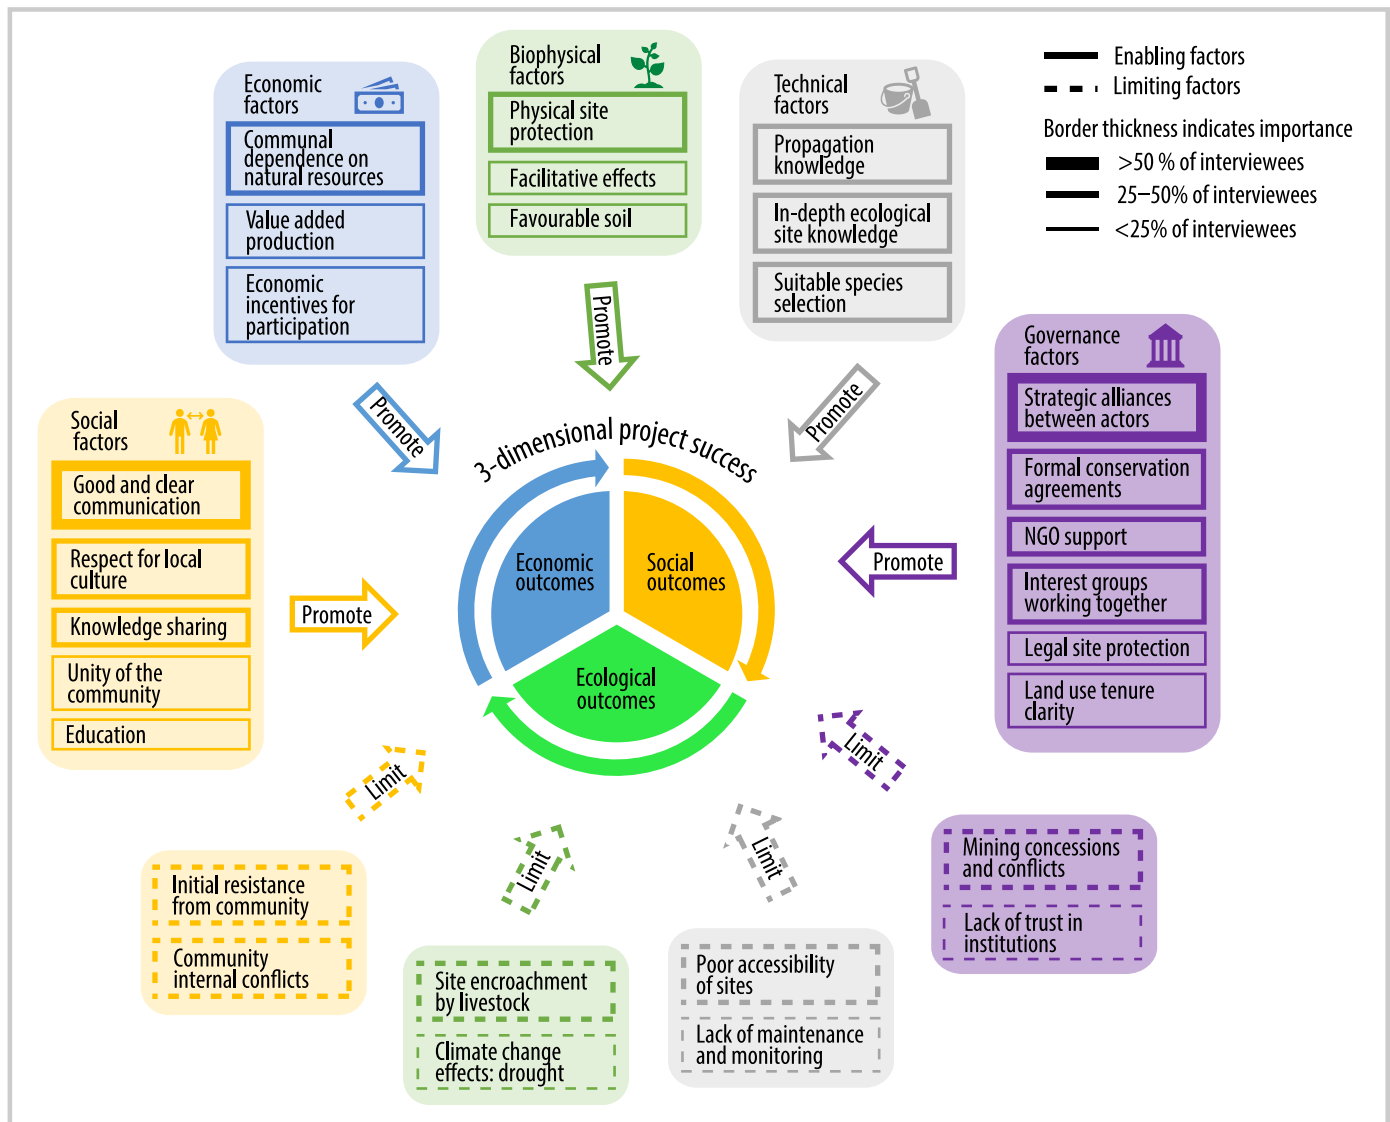 Economic
factors
Communal
dependence on
natural resources
Value added
production
Economic
incentives for
participation
Promote
Biophysical
factors
Physical site
protection
Facilitative effects
Favourable soil
Promote
Technical
factors
Propagation
knowledge
In-depth ecological
site knowledge
Suitable species
selection
Promote
Enabling factors
Limiting factors
Border thickness indicates importance
>50 % of interviewees
25–50% of interviewees
<25% of interviewees
Social
factors
Good and clear
communication
Respect for local
culture
Knowledge sharing
Unity of the
community
Education
Promote
3-dimensional project success
Economic
outcomes
Social
outcomes
Ecological
outcomes
Governance
factors
Strategic alliances
between actors
Formal conservation
agreements
NGO support
Interest groups
working together
Legal site protection
Land use tenure
clarity
Promote
Limit
Initial resistance
from community
Community
internal conflicts
Limit
Site encroachment
by livestock
Climate change
effects: drought
Limit
Poor accessibility
of sites
Lack of maintenance
and monitoring
Limit
Mining concessions
and conflicts
Lack of trust in
institutions